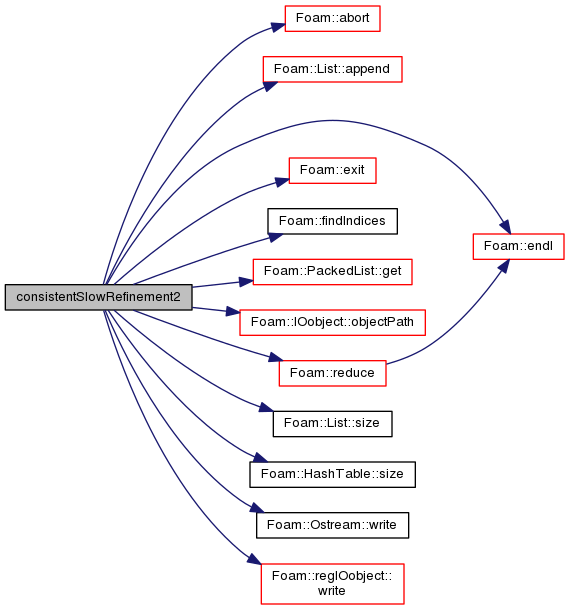 Foam::abort
Foam::List::append
Foam::exit
Foam::findIndices
Foam::endl
Foam::PackedList::get
consistentSlowRefinement2
Foam::IOobject::objectPath
Foam::reduce
Foam::List::size
Foam::HashTable::size
Foam::Ostream::write
Foam::regIOobject::
write